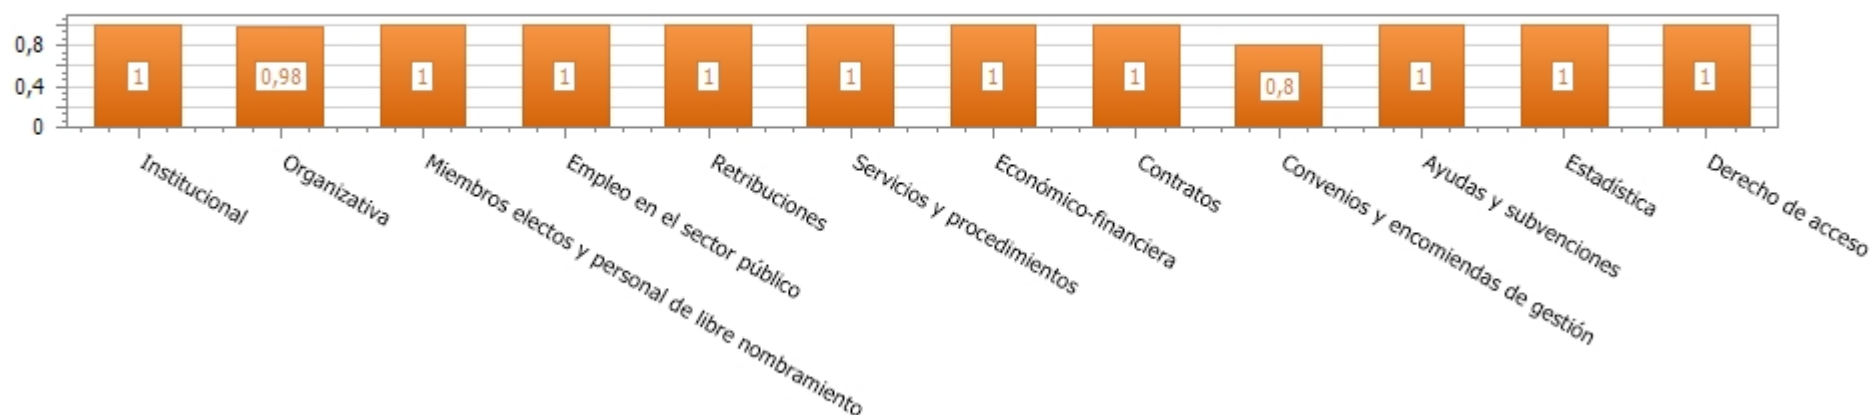 0,8
0,4
0
1
0,98
1
1
1
1
1
1
0,8
1
1
1
Institucional
Organizativa
Miembros electos y personal de libre nombramiento
Empleo en el sector público
Retribuciones
Servicios y procedimientos
Económico-financiera
Contratos
Convenios y encomiendas de gestión
Ayudas y subvenciones
Estadística
Derecho de acceso